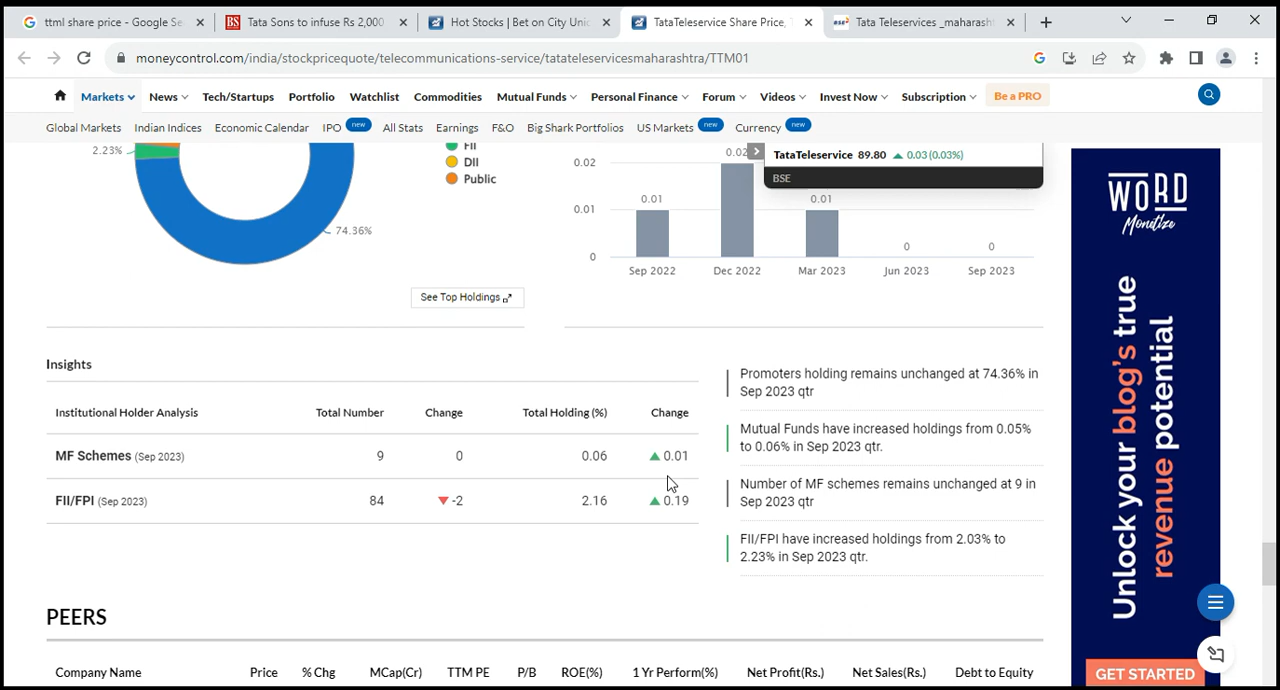 ttml share price - Google Se
Tata Sons to infuse Rs 2,000
Hot Stocks | Bet on City Uni
TataTeleservice Share Price,
Tata Teleservices _maharasht
moneycontrol.com/india/stockpricequote/telecommunications-service/tatateleservicesmaharashtra/TTM01
Markets News Tech/Startups Portfolio Watchlist Commodities Mutual Funds Personal Finance Forum Videos Invest Now Subscription Be a PRO
Global Markets Indian Indices Economic Calendar IPO new All Stats Earnings F&O Big Shark Portfolios US Markets new Currency new
2.23%
FII
DII
Public
74.36%
See Top Holdings
0.02
0.01
0
0.01
0.02
0.01
0
0
Sep 2022 Dec 2022 Mar 2023 Jun 2023 Sep 2023
TataTeleservice 89.80 0.03 (0.03%)
BSE
Insights
Institutional Holder Analysis Total Number Change Total Holding (%) Change
MF Schemes (Sep 2023) 9 0 0.06 0.01
FII/FPI (Sep 2023) 84 -2 2.16 0.19
Promoters holding remains unchanged at 74.36% in
Sep 2023 qtr
Mutual Funds have increased holdings from 0.05%
to 0.06% in Sep 2023 qtr.
Number of MF schemes remains unchanged at 9 in
Sep 2023 qtr
FII/FPI have increased holdings from 2.03% to
2.23% in Sep 2023 qtr.
PEERS
Company Name Price % Chg MCap(Cr) TTM PE P/B ROE(%) 1 Yr Perform(%) Net Profit(Rs.) Net Sales(Rs.) Debt to Equity
WORD
Monetize
Unlock your blog's true
revenue potential
GET STARTED